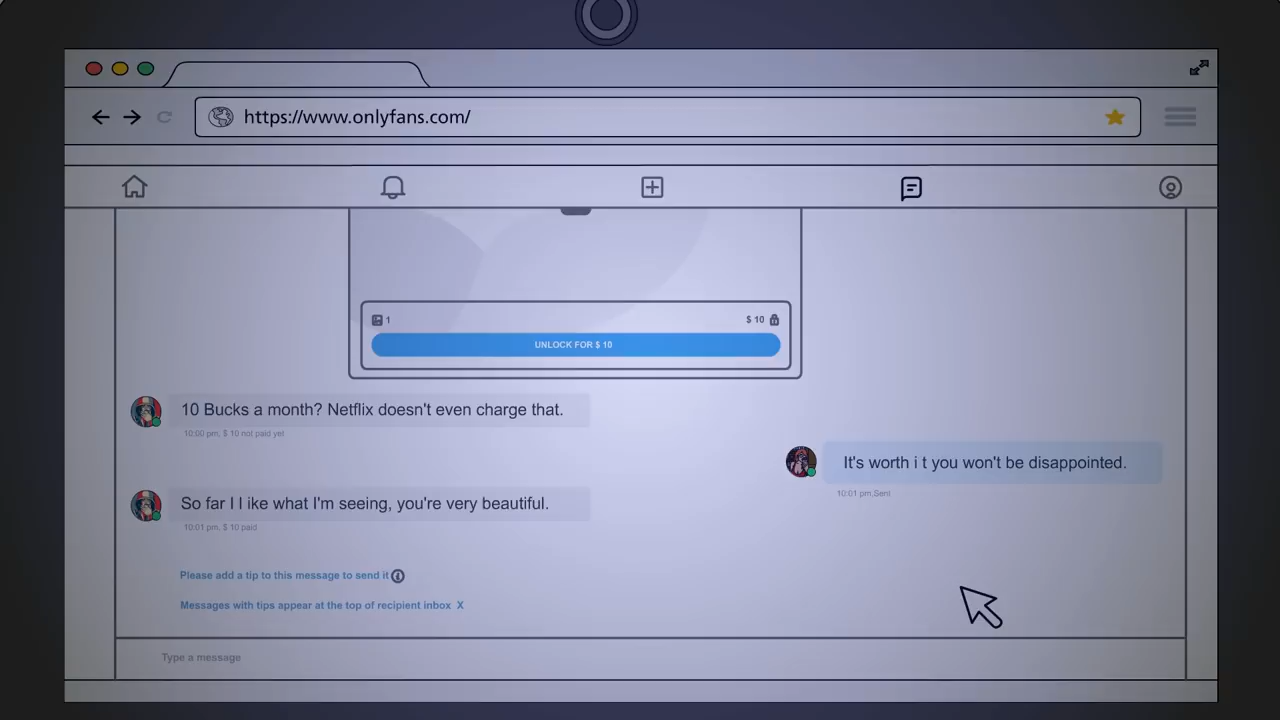 https://www.onlyfans.com/
1
$ 10
UNLOCK FOR $ 10
10 Bucks a month? Netflix doesn't even charge that.
10:00 pm, $ 10 not paid yet
It's worth i t you won't be disappointed.
10:01 pm,Sent
So far I l ike what I'm seeing, you're very beautiful.
10:01 pm, $ 10 paid
Please add a tip to this message to send it
Messages with tips appear at the top of recipient inbox X
Type a message